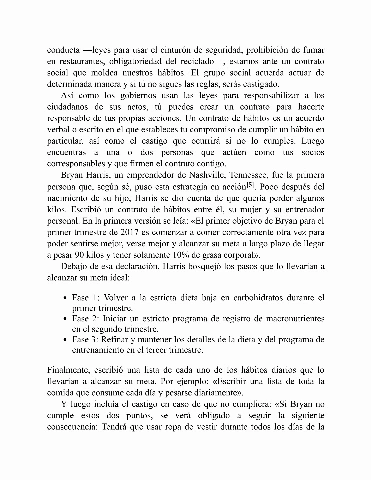 conducta —leyes para usar el cinturón de seguridad, prohibición de fumar
en restaurantes, obligatoriedad del reciclado—, estamos ante un contrato
social que moldea nuestros hábitos. El grupo social acuerda actuar de
determinada manera y si tú no sigues las reglas, serás castigado.
Así como los gobiernos usan las leyes para responsabilizar a los
ciudadanos de sus actos, tú puedes crear un contrato para hacerte
responsable de tus propias acciones. Un contrato de hábitos es un acuerdo
verbal o escrito en el que estableces tu compromiso de cumplir un hábito en
particular, así como el castigo que ocurrirá si no lo cumples. Luego
encuentras a una o dos personas que actúen como tus socios
corresponsables y que firmen el contrato contigo.
Bryan Harris, un emprendedor de Nashville, Tennessee, fue la primera
persona que, según sé, puso esta estrategia en acción[5]. Poco después del
nacimiento de su hijo, Harris se dio cuenta de que quería perder algunos
kilos. Escribió un contrato de hábitos entre él, su mujer y su entrenador
personal. En la primera versión se leía: «El primer objetivo de Bryan para el
primer trimestre de 2017 es comenzar a comer correctamente otra vez para
poder sentirse mejor, verse mejor y alcanzar su meta a largo plazo de llegar
a pesar 90 kilos y tener solamente 10% de grasa corporal».
Debajo de esa declaración, Harris bosquejó los pasos que lo llevarían a
alcanzar su meta ideal:
• Fase 1: Volver a la estricta dieta baja en carbohidratos durante el
primer trimestre.
• Fase 2: Iniciar un estricto programa de registro de macronutrientes
en el segundo trimestre.
• Fase 3: Refinar y mantener los detalles de la dieta y del programa de
entrenamiento en el tercer trimestre.
Finalmente, escribió una lista de cada uno de los hábitos diarios que lo
llevarían a alcanzar su meta. Por ejemplo: «Escribir una lista de toda la
comida que consume cada día y pesarse diariamente».
Y luego incluía el castigo en caso de que no cumpliera: «Si Bryan no
cumple estos dos puntos, se verá obligado a seguir la siguiente
consecuencia: Tendrá que usar ropa de vestir durante todos los días de la